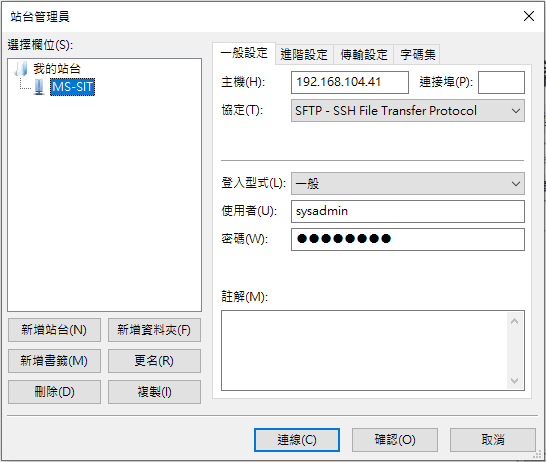 站台管理員
選擇欄位(S):
我的站台
MS-SIT
新增站台(N) 新增資料夾(F)
新增書籤(M) 更名(R)
刪除(D) 複製(I)
一般設定 進階設定 傳輸設定 字碼集
主機(H): 192.168.104.41 連接埠(P):
協定(T): SFTP - SSH File Transfer Protocol
登入型式(L): 一般
使用者(U): sysadmin
密碼(W): ●●●●●●●●
註解(M):
連線(C) 確認(O) 取消